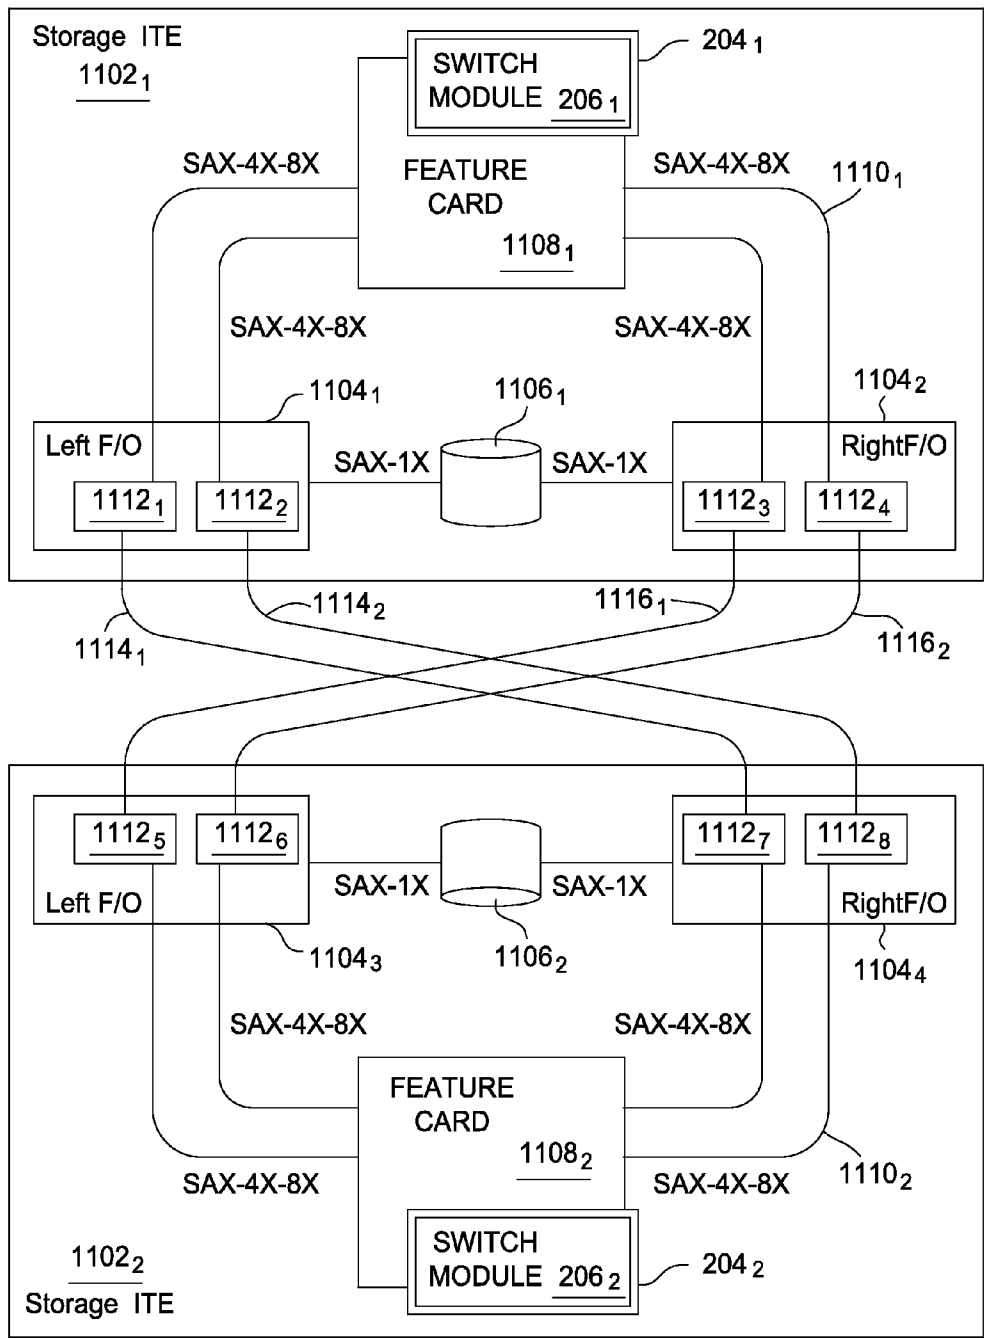 Storage ITE
1102₁
SWITCH
MODULE 206₁
204₁
SAX-4X-8X
FEATURE
CARD
1108₁
SAX-4X-8X
1110₁
SAX-4X-8X
SAX-4X-8X
1104₁
1106₁
1104₂
Left F/O
SAX-1X
SAX-1X
RightF/O
1112₁
1112₂
1112₃
1112₄
1114₁
1114₂
1116₁
1116₂
1112₅
1112₆
1112₇
1112₈
Left F/O
SAX-1X
SAX-1X
RightF/O
1104₃
1106₂
1104₄
SAX-4X-8X
SAX-4X-8X
FEATURE
CARD
1108₂
SAX-4X-8X
SAX-4X-8X
1110₂
SWITCH
MODULE 206₂
204₂
1102₂
Storage ITE